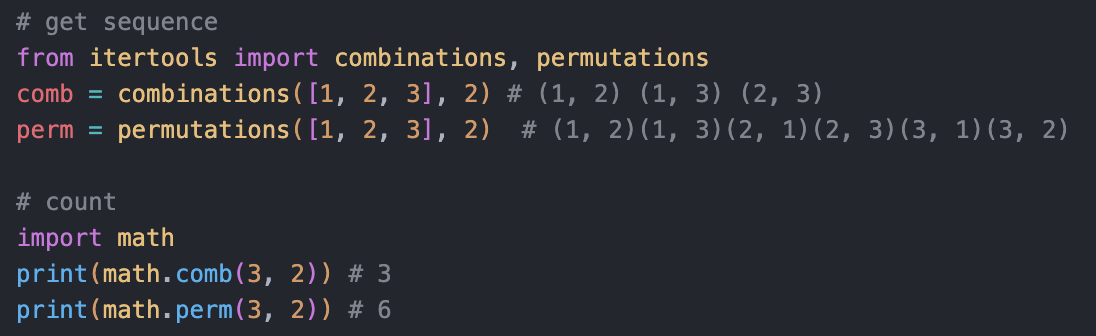 # get sequence
from itertools import combinations, permutations
comb = combinations([1, 2, 3], 2) # (1, 2) (1, 3) (2, 3)
perm = permutations([1, 2, 3], 2)  # (1, 2)(1, 3)(2, 1)(2, 3)(3, 1)(3, 2)
# count
import math
print(math.comb(3, 2)) # 3
print(math.perm(3, 2)) # 6